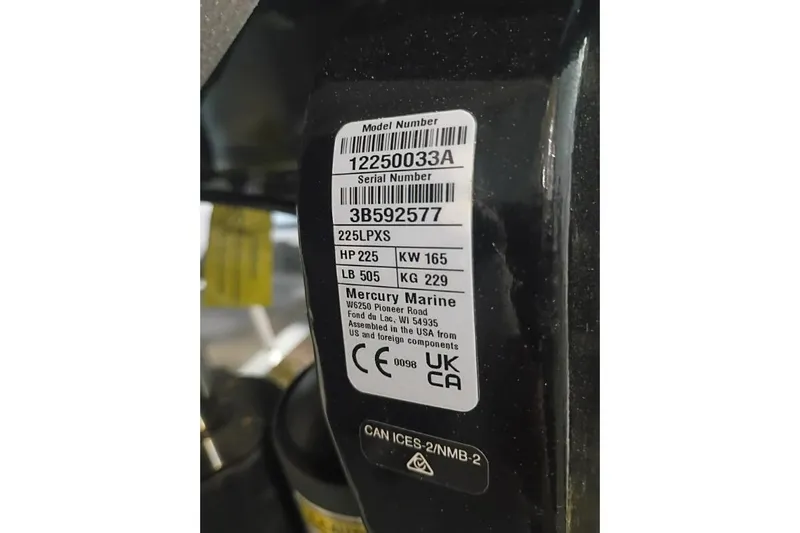 Model Number
12250033A
Serial Number
3B592577
225LPXS
HP 225 KW 165
LB 505 KG 229
Mercury Marine
W6250 Pioneer Road
Fond du Lac, WI 54935
Assembled in the USA from
US and foreign components
CE 0098 UK
CA
CAN ICES-2/NMB-2